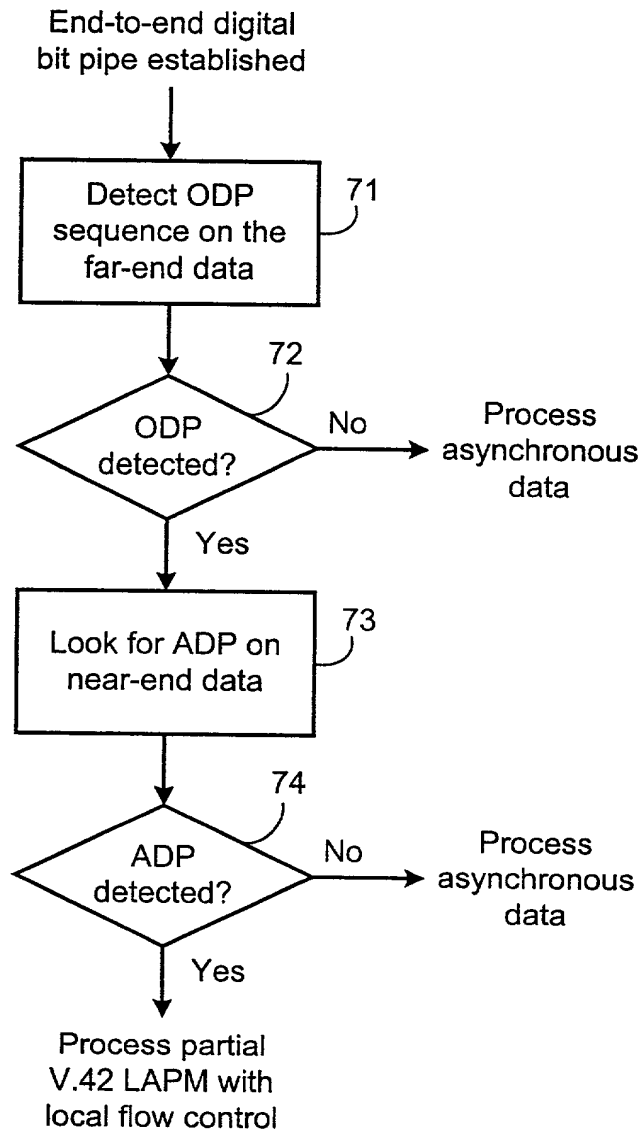 End-to-end digital
bit pipe established
Detect ODP
sequence on the
far-end data
71
72
ODP
detected?
No
Process
asynchronous
data
Yes
Look for ADP on
near-end data
73
74
ADP
detected?
No
Process
asynchronous
data
Yes
Process partial
V.42 LAPM with
local flow control